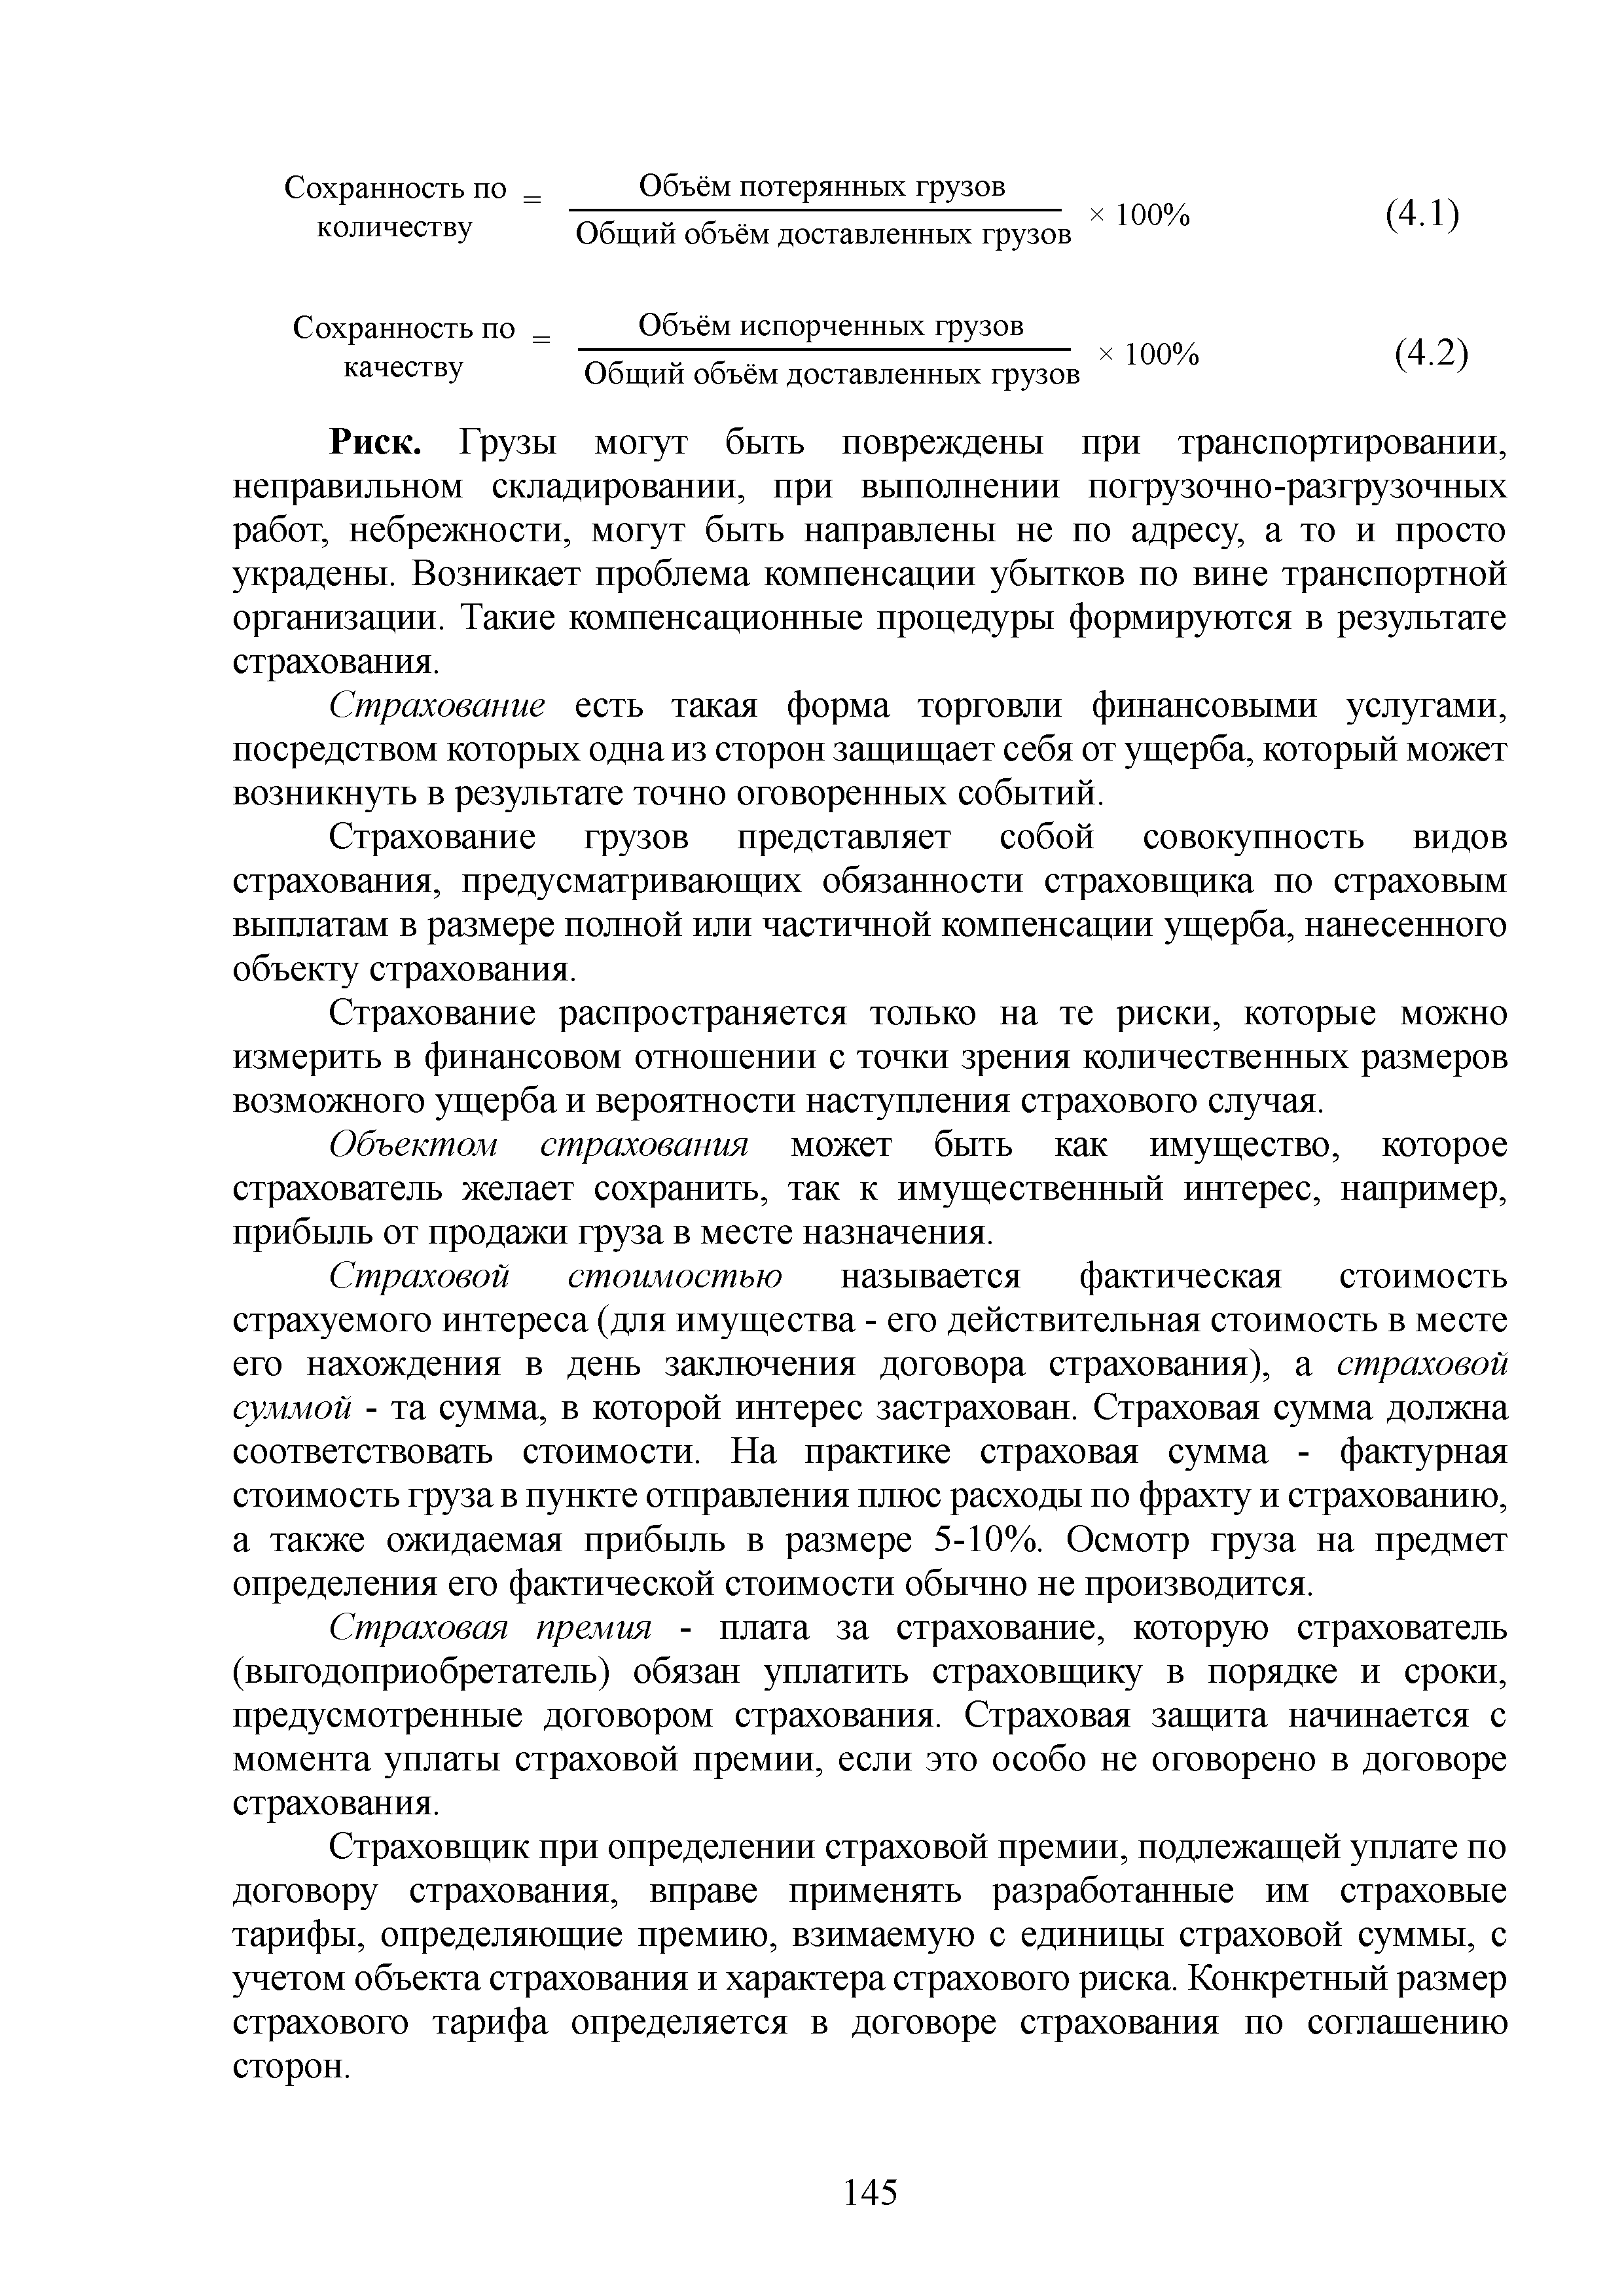 Сохранность по количеству = Объём потерянных грузов / Общий объём доставленных грузов × 100% (4.1)
Сохранность по качеству = Объём испорченных грузов / Общий объём доставленных грузов × 100% (4.2)
Риск. Грузы могут быть повреждены при транспортировании,
неправильном складировании, при выполнении погрузочно-разгрузочных
работ, небрежности, могут быть направлены не по адресу, а то и просто
украдены. Возникает проблема компенсации убытков по вине транспортной
организации. Такие компенсационные процедуры формируются в результате
страхования.
Страхование есть такая форма торговли финансовыми услугами,
посредством которых одна из сторон защищает себя от ущерба, который может
возникнуть в результате точно оговоренных событий.
Страхование грузов представляет собой совокупность видов
страхования, предусматривающих обязанности страховщика по страховым
выплатам в размере полной или частичной компенсации ущерба, нанесенного
объекту страхования.
Страхование распространяется только на те риски, которые можно
измерить в финансовом отношении с точки зрения количественных размеров
возможного ущерба и вероятности наступления страхового случая.
Объектом страхования может быть как имущество, которое
страхователь желает сохранить, так к имущественный интерес, например,
прибыль от продажи груза в месте назначения.
Страховой стоимостью называется фактическая стоимость
страхуемого интереса (для имущества - его действительная стоимость в месте
его нахождения в день заключения договора страхования), а страховой
суммой - та сумма, в которой интерес застрахован. Страховая сумма должна
соответствовать стоимости. На практике страховая сумма - фактурная
стоимость груза в пункте отправления плюс расходы по фрахту и страхованию,
а также ожидаемая прибыль в размере 5-10%. Осмотр груза на предмет
определения его фактической стоимости обычно не производится.
Страховая премия - плата за страхование, которую страхователь
(выгодоприобретатель) обязан уплатить страховщику в порядке и сроки,
предусмотренные договором страхования. Страховая защита начинается с
момента уплаты страховой премии, если это особо не оговорено в договоре
страхования.
Страховщик при определении страховой премии, подлежащей уплате по
договору страхования, вправе применять разработанные им страховые
тарифы, определяющие премию, взимаемую с единицы страховой суммы, с
учетом объекта страхования и характера страхового риска. Конкретный размер
страхового тарифа определяется в договоре страхования по соглашению
сторон.
145